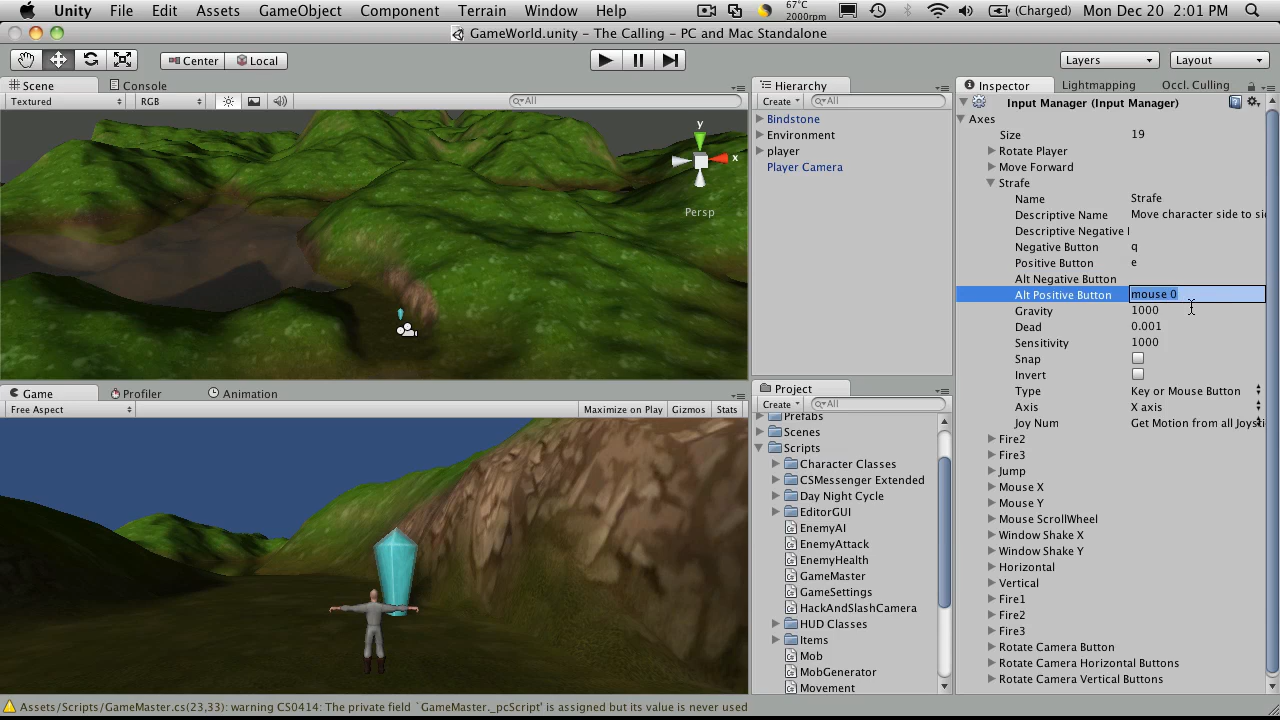 Unity File Edit Assets GameObject Component Terrain Window Help 67°C 2000rpm (Charged) Mon Dec 20 2:01 PM
GameWorld.unity - The Calling - PC and Mac Standalone
Center Local Layers Layout
Scene Console
Textured RGB All
y
x
Persp
Game Profiler Animation
Free Aspect Maximize on Play Gizmos Stats
Hierarchy
Create All
Bindstone
Environment
player
Player Camera
Project
Create All
Prefabs
Scenes
Scripts
Character Classes
CSMessenger Extended
Day Night Cycle
EditorGUI
EnemyAI
EnemyAttack
EnemyHealth
GameMaster
GameSettings
HackAndSlashCamera
HUD Classes
Items
Mob
MobGenerator
Movement
Inspector Lightmapping Occl. Culling
Input Manager (Input Manager)
Axes
Size 19
Rotate Player
Move Forward
Strafe
Name Strafe
Descriptive Name Move character side to si
Descriptive Negative
Negative Button q
Positive Button e
Alt Negative Button
Alt Positive Button mouse 0
Gravity 1000
Dead 0.001
Sensitivity 1000
Snap
Invert
Type Key or Mouse Button
Axis X axis
Joy Num Get Motion from all Joysti
Fire2
Fire3
Jump
Mouse X
Mouse Y
Mouse ScrollWheel
Window Shake X
Window Shake Y
Horizontal
Vertical
Fire1
Fire2
Fire3
Rotate Camera Button
Rotate Camera Horizontal Buttons
Rotate Camera Vertical Buttons
Assets/Scripts/GameMaster.cs(23,33): warning CS0414: The private field `GameMaster._pcScript' is assigned but its value is never used